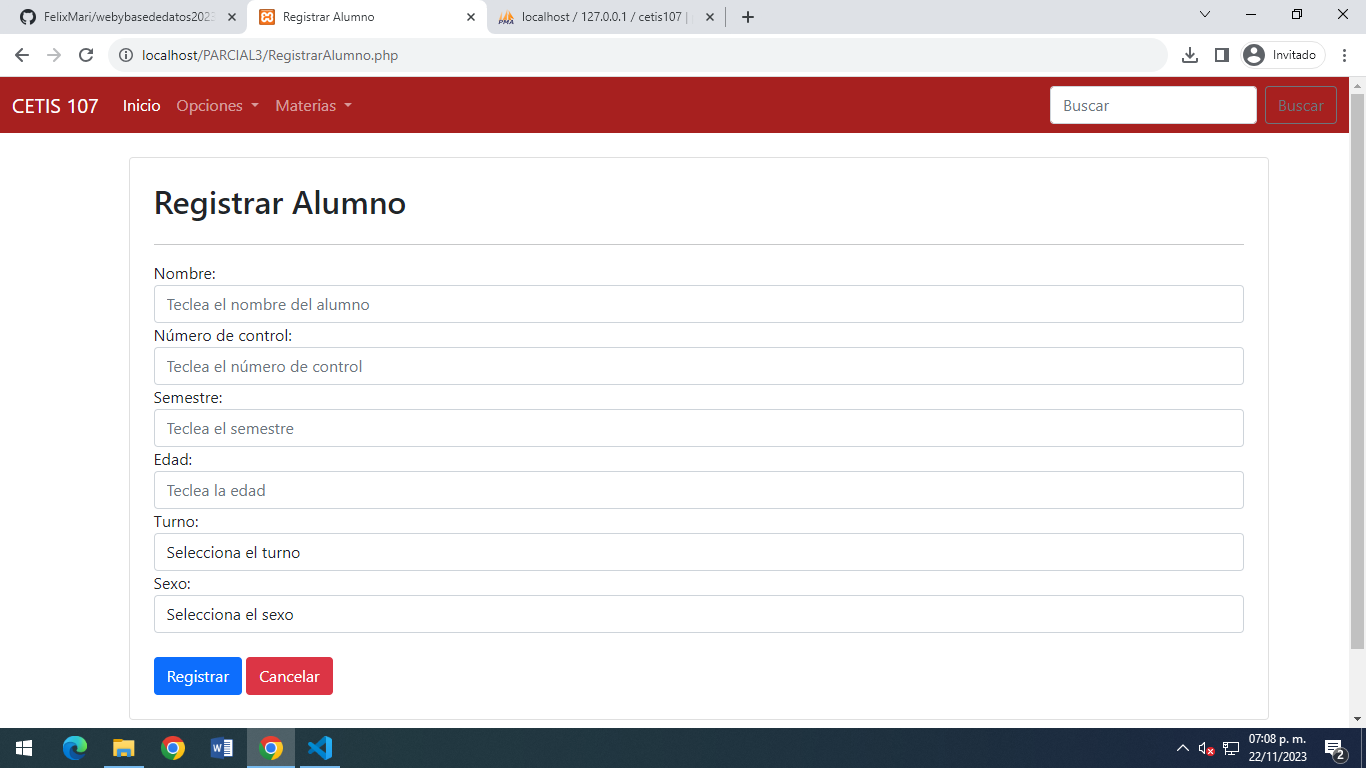 FelixMari/webybasededatos2023
Registrar Alumno
localhost / 127.0.0.1 / cetis107 |
localhost/PARCIAL3/RegistrarAlumno.php
Invitado
CETIS 107 Inicio Opciones Materias Buscar Buscar
Registrar Alumno
Nombre:
Teclea el nombre del alumno
Número de control:
Teclea el número de control
Semestre:
Teclea el semestre
Edad:
Teclea la edad
Turno:
Selecciona el turno
Sexo:
Selecciona el sexo
Registrar Cancelar
07:08 p. m.
22/11/2023
2